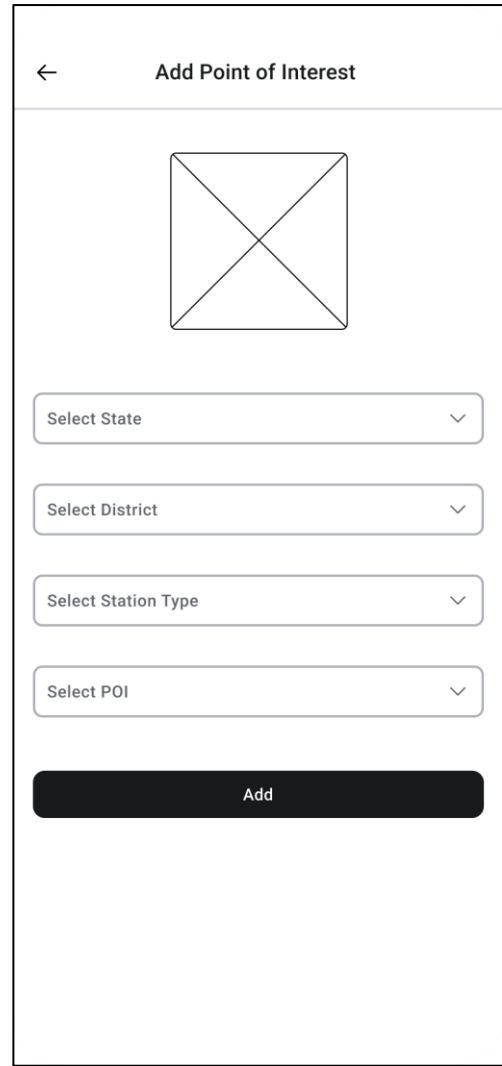 Add Point of Interest
Select State
Select District
Select Station Type
Select POI
Add